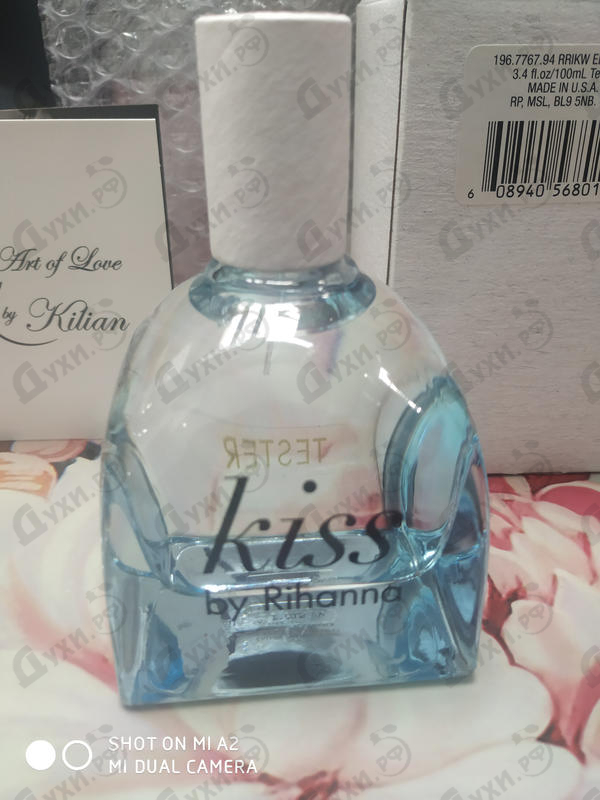 196.7767.94 RRIKW
3.4 fl.oz/100mL
MADE IN U.S.A.
RP, MSL, BL9 5NB.
6 08940 56801
Art of Love
by Kilian
TESTER
kiss
by Rihanna
SHOT ON MI A2
MI DUAL CAMERA
Духи.рф